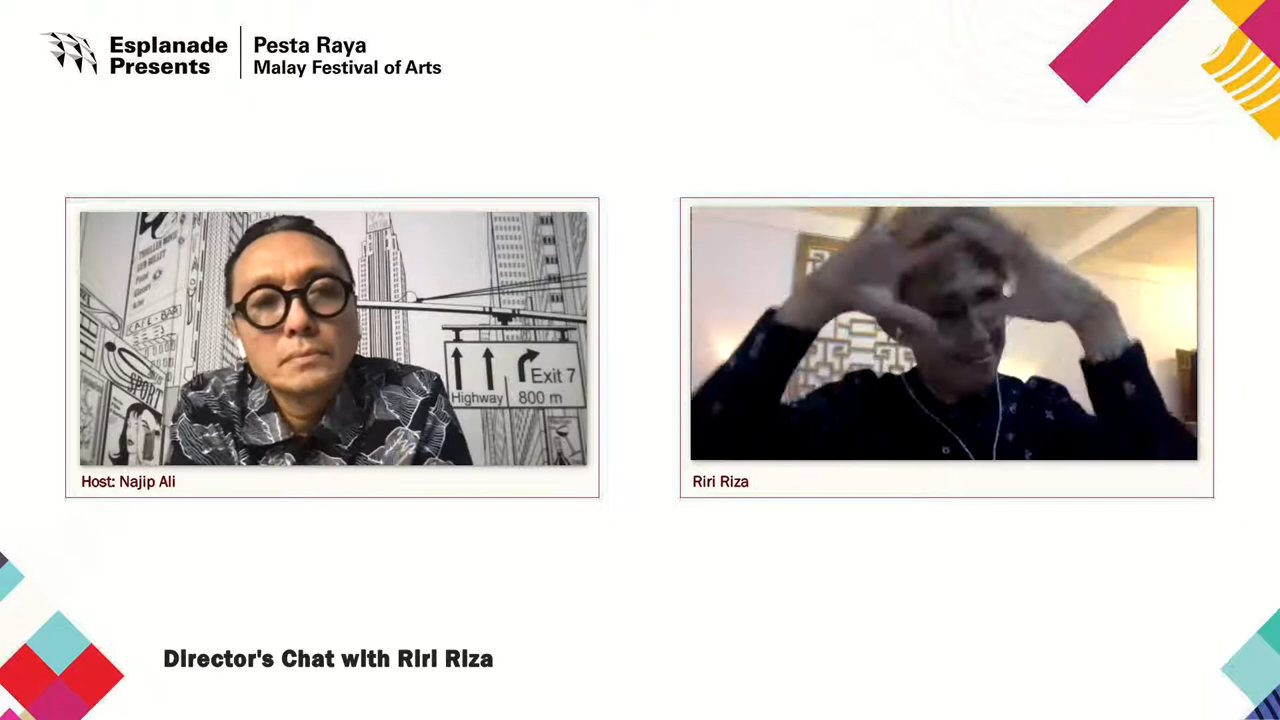 Esplanade
Presents
Pesta Raya
Malay Festival of Arts
SPORT
Exit 7
Highway 800 m
Host: Najip Ali
Riri Riza
Director's Chat with Riri Riza